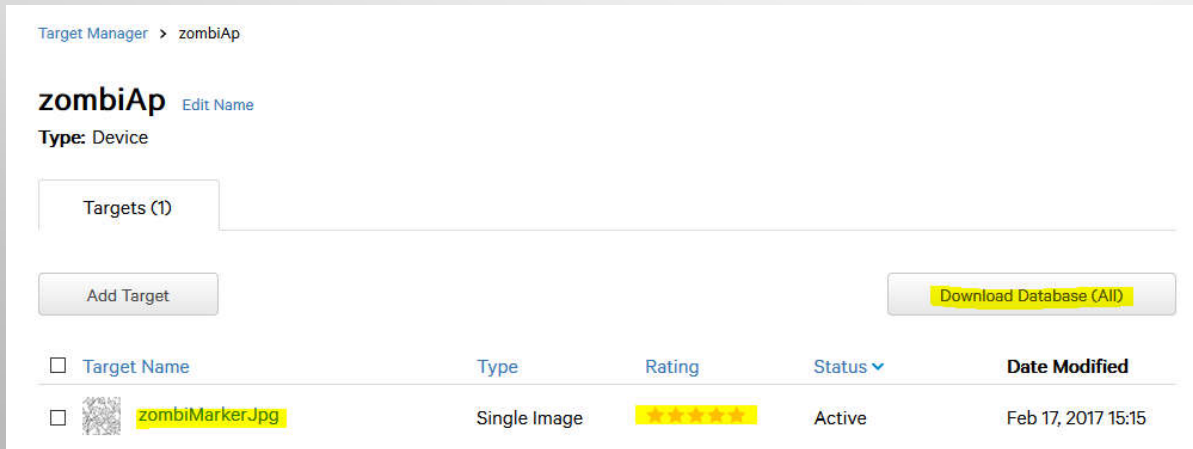 Target Manager > zombiAp
zombiAp Edit Name
Type: Device
Targets (1)
Add Target Download Database (All)
Target Name Type Rating Status Date Modified
zombiMarkerJpg Single Image Active Feb 17, 2017 15:15